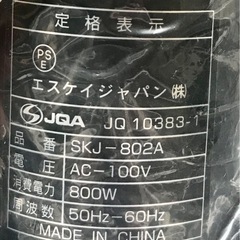 定格表示
PS
E
エスケイジャパン(株)
JQA JQ 10383-1
品番 SKJ-802A
電圧 AC-100V
消費電力 800W
周波数 50Hz-60Hz
MADE IN CHINA